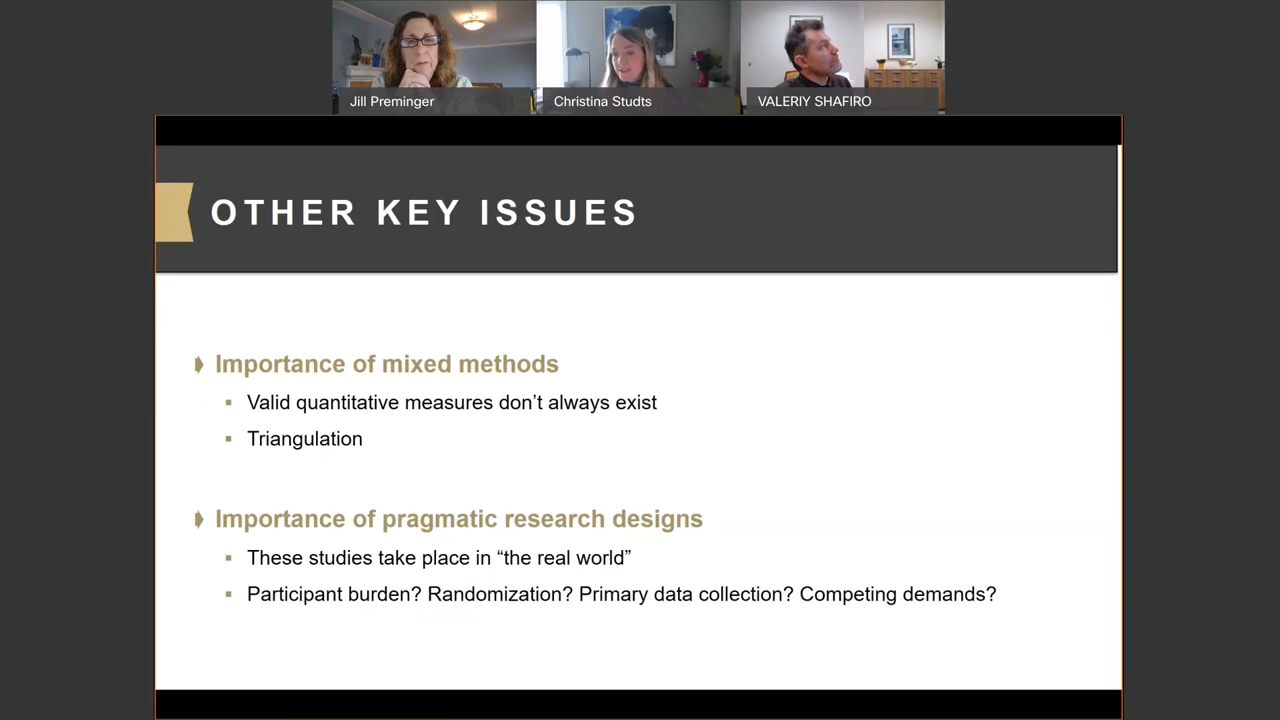 Jill Preminger
Christina Studts
VALERIY SHAFIRO
OTHER KEY ISSUES
Importance of mixed methods
Valid quantitative measures don’t always exist
Triangulation
Importance of pragmatic research designs
These studies take place in “the real world”
Participant burden? Randomization? Primary data collection? Competing demands?